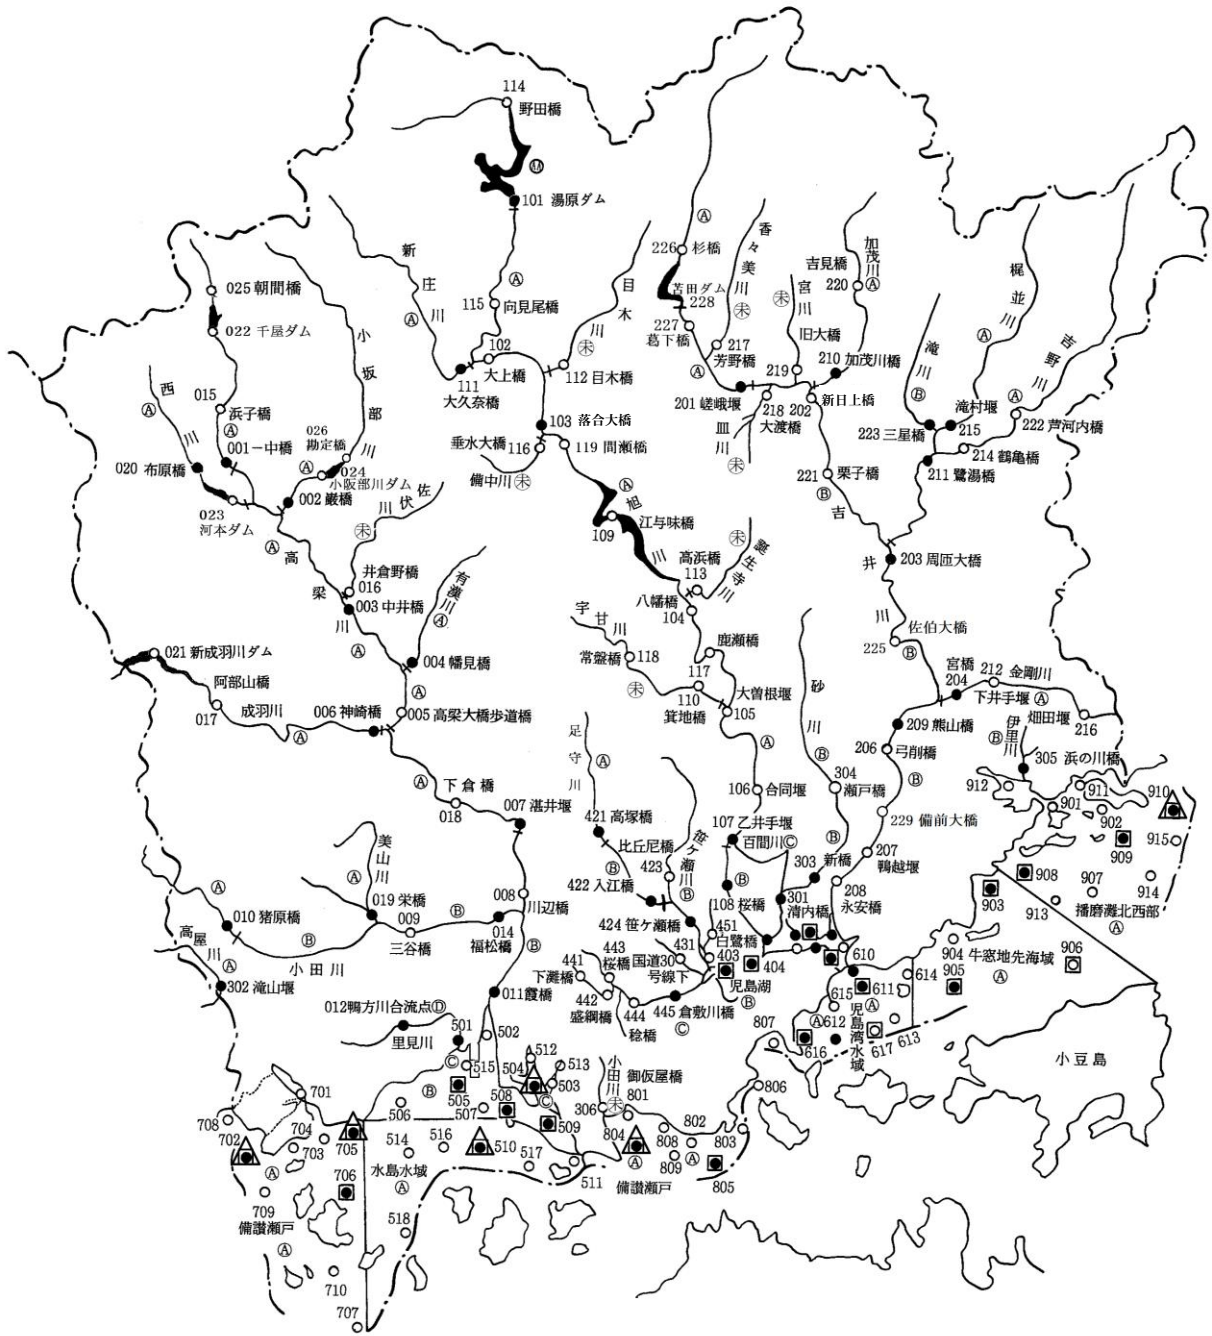 114
野田橋
Ⓜ
101 湯原ダム
新庄川
Ⓐ
Ⓐ
115
向見尾橋
102
大上橋
111
大久奈橋
目木川
㊍
112 目木橋
103 落合大橋
垂水大橋
116
119 間瀬橋
備中川
Ⓐ
226
杉橋
苫田ダム
228
227
葛下橋
香々美川
217
芳野橋
Ⓐ
201 嵯峨堰
218
大渡橋
皿川
宮川
旧大橋
219
吉見橋
220
加茂川
Ⓐ
210 加茂川橋
202
新日上橋
滝川
Ⓑ
223 三星橋
梶並川
Ⓐ
滝村堰
215
吉野川
Ⓐ
222 芦河内橋
214 鶴亀橋
211 鷺湯橋
025 朝間橋
022 千屋ダム
015
浜子橋
Ⓐ
001 一中橋
西川
Ⓐ
020 布原橋
023
河本ダム
小坂部川
026
勘定橋
Ⓐ
024
小阪部川ダム
002 巌橋
Ⓐ
高梁川
佐伏川
井倉野橋
016
003 中井橋
Ⓐ
有漢川
Ⓐ
004 幡見橋
Ⓐ
005 高梁大橋歩道橋
021 新成羽川ダム
阿部山橋
017
成羽川
Ⓐ
006 神崎橋
Ⓐ
下倉橋
018
007 湛井堰
Ⓐ
旭川
109
江与味橋
高浜橋
113
誕生寺川
八幡橋
104
宇甘川
常盤橋
118
鹿瀬橋
117
110
箕地橋
大曽根堰
105
Ⓐ
106
合同堰
221
栗子橋
Ⓑ
吉井川
203 周匝大橋
佐伯大橋
225
Ⓑ
宮橋
204
212 金剛川
下井手堰
Ⓐ
209 熊山橋
206
弓削橋
Ⓑ
229 備前大橋
207
鴨越堰
208
永安橋
畑田堰
216
伊里川
Ⓑ
305 浜の川橋
砂川
Ⓑ
304
瀬戸橋
Ⓑ
新橋
303
301
清内橋
足守川
Ⓐ
421 高塚橋
比丘尼橋
Ⓑ
423
422 入江橋
笹ヶ瀬川
Ⓑ
424 笹ヶ瀬橋
107 乙井手堰
百間川Ⓒ
Ⓑ
108 桜橋
451
白鷺橋
403
404
児島湖
Ⓑ
431
国道30
号線下
443
桜橋
441
下灘橋
442
盛綱橋
444
稔橋
445 倉敷川橋
Ⓒ
美山川
Ⓐ
019 栄橋
009
三谷橋
Ⓑ
008
川辺橋
014
福松橋
Ⓑ
Ⓐ
010 猪原橋
Ⓑ
小田川
高屋川
Ⓐ
302 滝山堰
011霞橋
012鴨方川合流点Ⓓ
里見川
501
Ⓒ
502
515
505
Ⓑ
506
507
504
512
513
503
Ⓒ
508
509
510
511
514
516
517
518
水島水域
Ⓐ
小田川
306
御仮屋橋
801
802
803
804
Ⓐ
808
809
Ⓐ
805
806
807
備讃瀬戸
701
708
702
704
703
705
706
Ⓐ
709
備讃瀬戸
Ⓐ
710
707
610
611
Ⓐ
612
613
614
615
Ⓐ
616
617
児島湾水域
901
902
903
904
905
906
907
908
909
910
911
912
913
914
915
牛窓地先海域
Ⓐ
播磨灘北西部
Ⓐ
小豆島